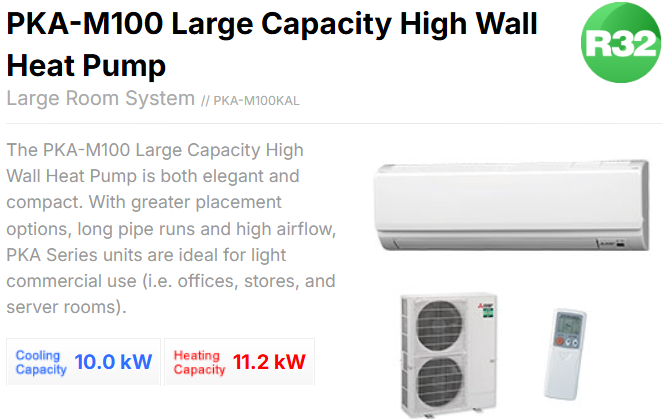 PKA-M100 Large Capacity High Wall
Heat Pump
R32
Large Room System // PKA-M100KAL
The PKA-M100 Large Capacity High
Wall Heat Pump is both elegant and
compact. With greater placement
options, long pipe runs and high airflow,
PKA Series units are ideal for light
commercial use (i.e. offices, stores, and
server rooms).
Cooling
Capacity 10.0 kW
Heating
Capacity 11.2 kW